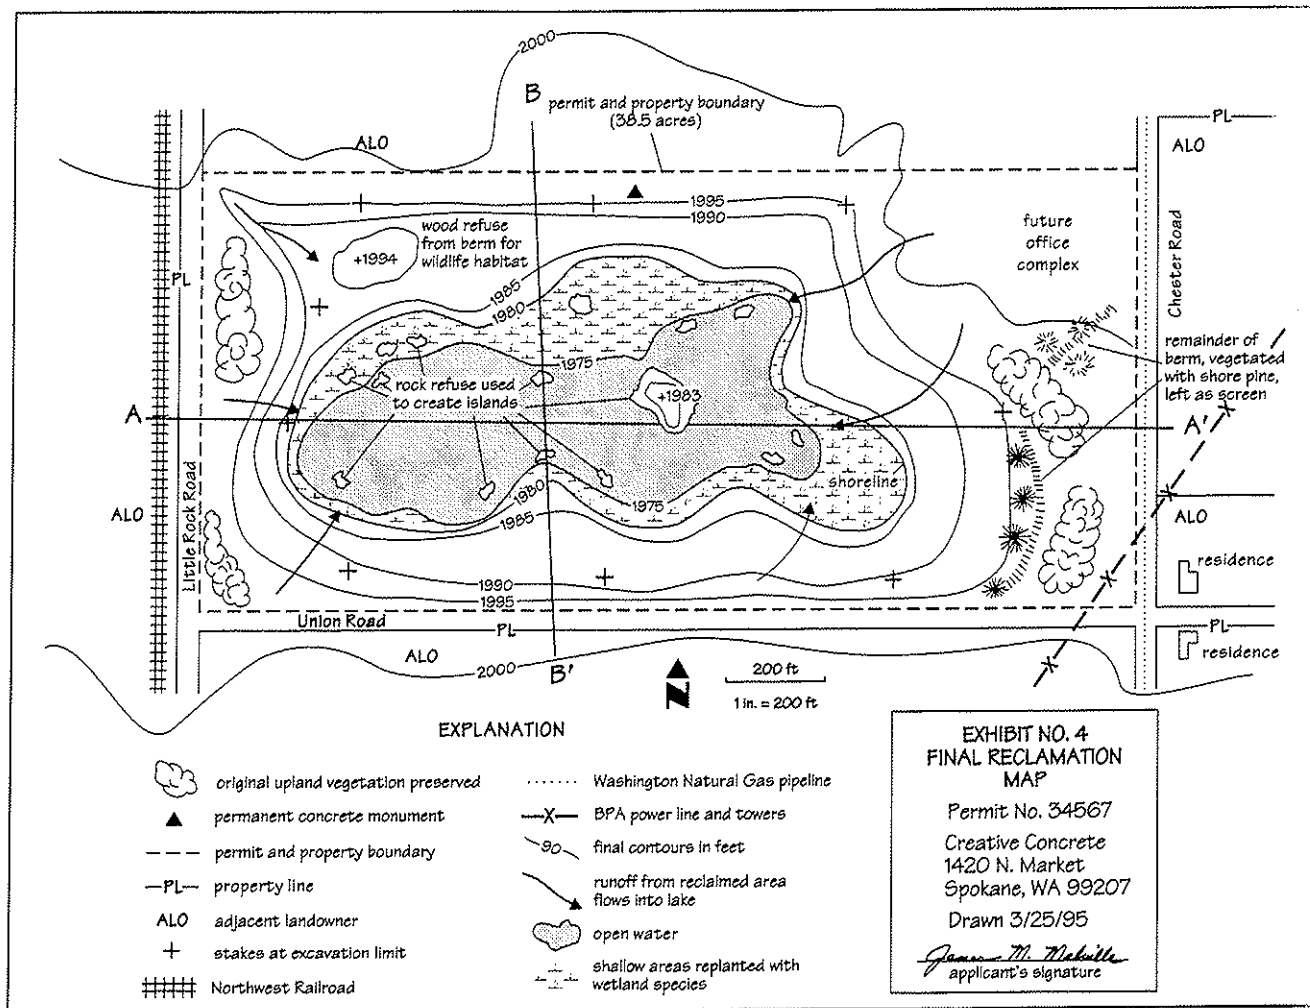 2000
B
permit and property boundary
(38.5 acres)
PL
ALO
ALO
1995
1990
wood refuse
from berm for
wildlife habitat
+1994
future
office
complex
Chester Road
PL
1985
1980
1975
remainder of
berm, vegetated
with shore pine,
left as screen
rock refuse used
to create islands
+1983
A
A'
Little Rock Road
ALO
shoreline
1980
1985
1975
ALO
residence
1990
1995
Union Road
PL
PL
ALO
2000
B'
residence
N
200 ft
1 in. = 200 ft
EXPLANATION
original upland vegetation preserved
permanent concrete monument
permit and property boundary
PL property line
ALO adjacent landowner
+ stakes at excavation limit
Northwest Railroad
Washington Natural Gas pipeline
X BPA power line and towers
90 final contours in feet
runoff from reclaimed area
flows into lake
open water
shallow areas replanted with
wetland species
EXHIBIT NO. 4
FINAL RECLAMATION
MAP
Permit No. 34567
Creative Concrete
1420 N. Market
Spokane, WA 99207
Drawn 3/25/95
James M.
applicant's signature